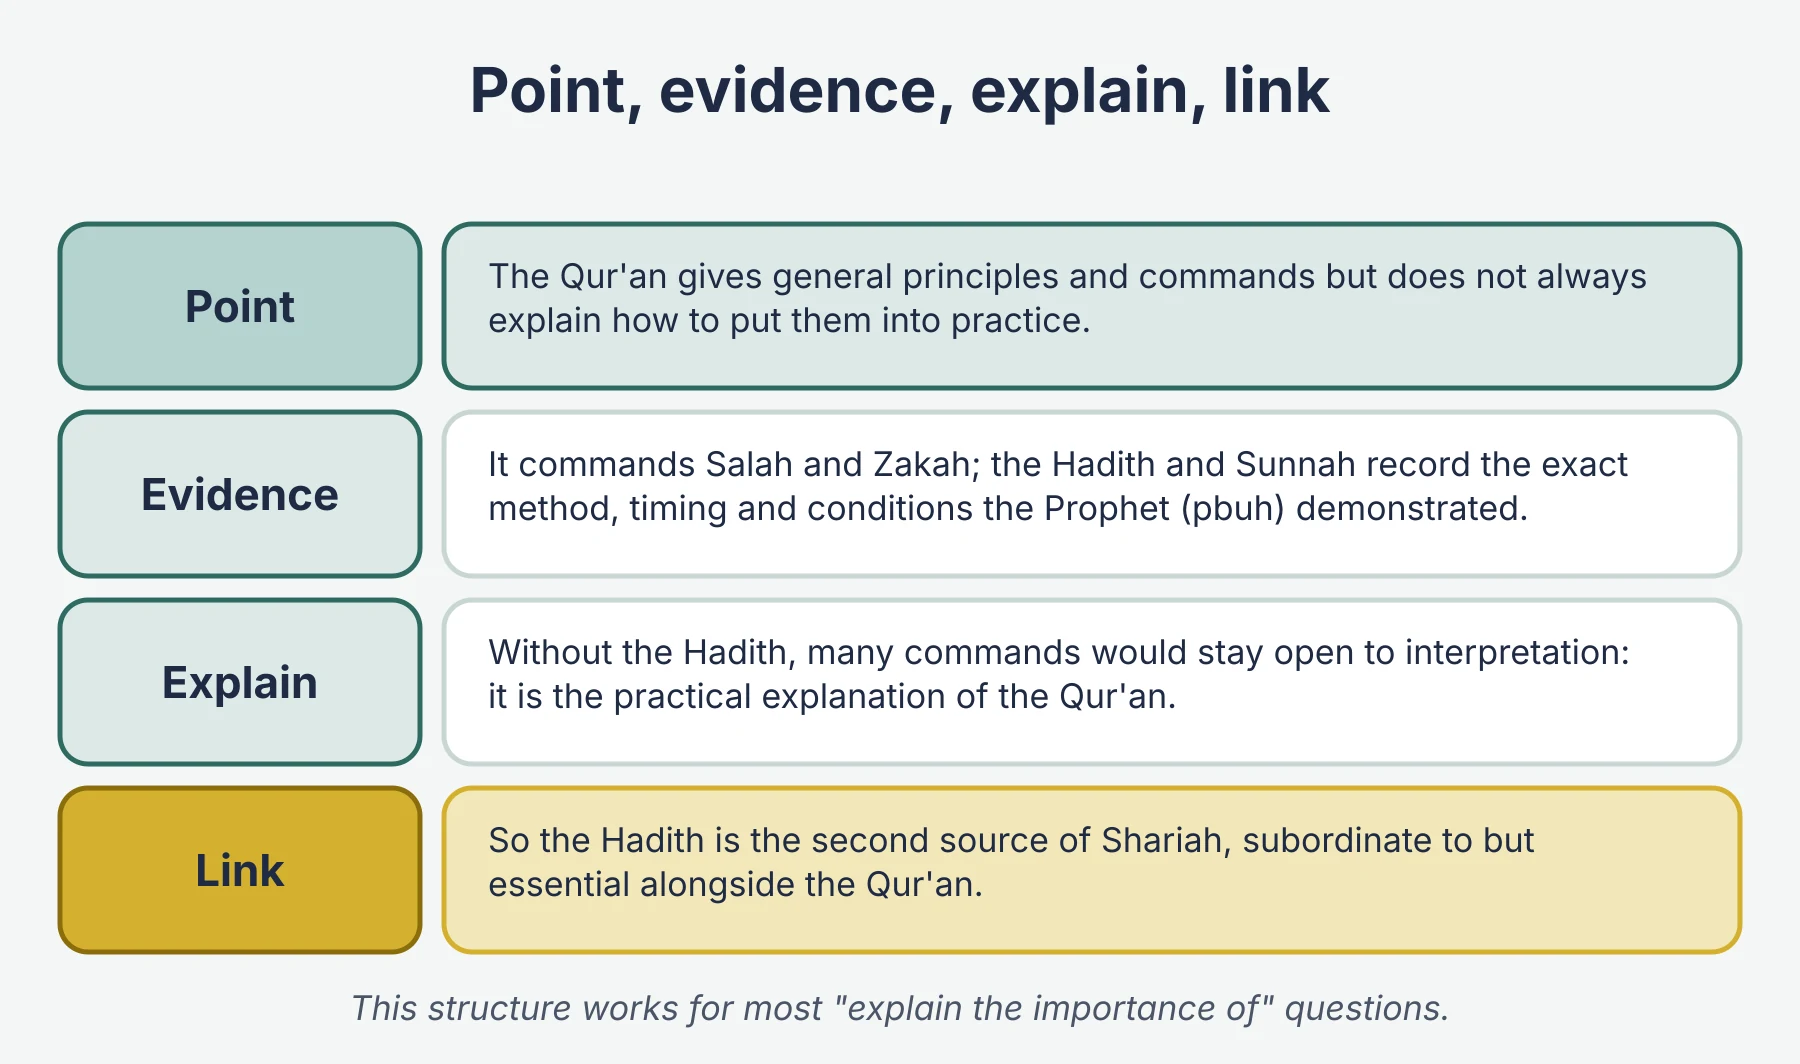 Point, evidence, explain, link
Point
The Qur'an gives general principles and commands but does not always
explain how to put them into practice.
Evidence
It commands Salah and Zakah; the Hadith and Sunnah record the exact
method, timing and conditions the Prophet (pbuh) demonstrated.
Explain
Without the Hadith, many commands would stay open to interpretation:
it is the practical explanation of the Qur'an.
Link
So the Hadith is the second source of Shariah, subordinate to but
essential alongside the Qur'an.
This structure works for most "explain the importance of" questions.